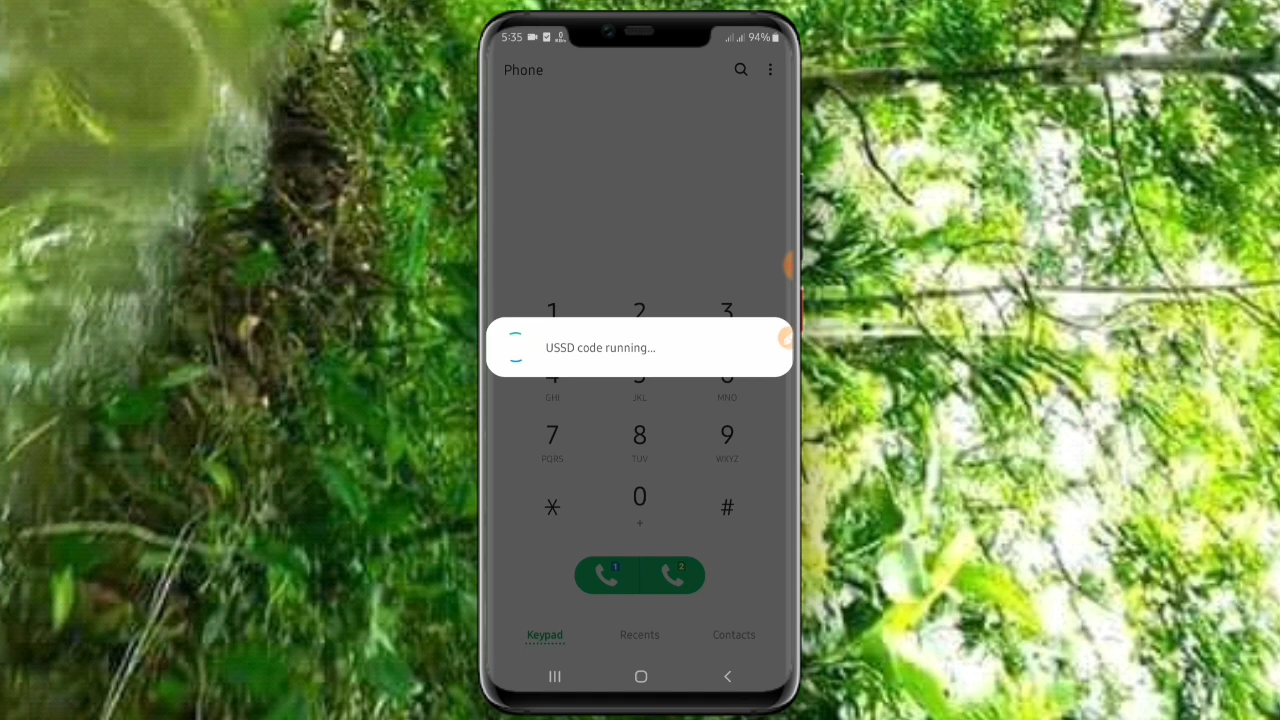 5:35 94%
Phone
1 2 3
GHI JKL MNO
7 8 9
PQRS TUV WXYZ
* 0 #
+
1 2
Keypad Recents Contacts
USSD code running...